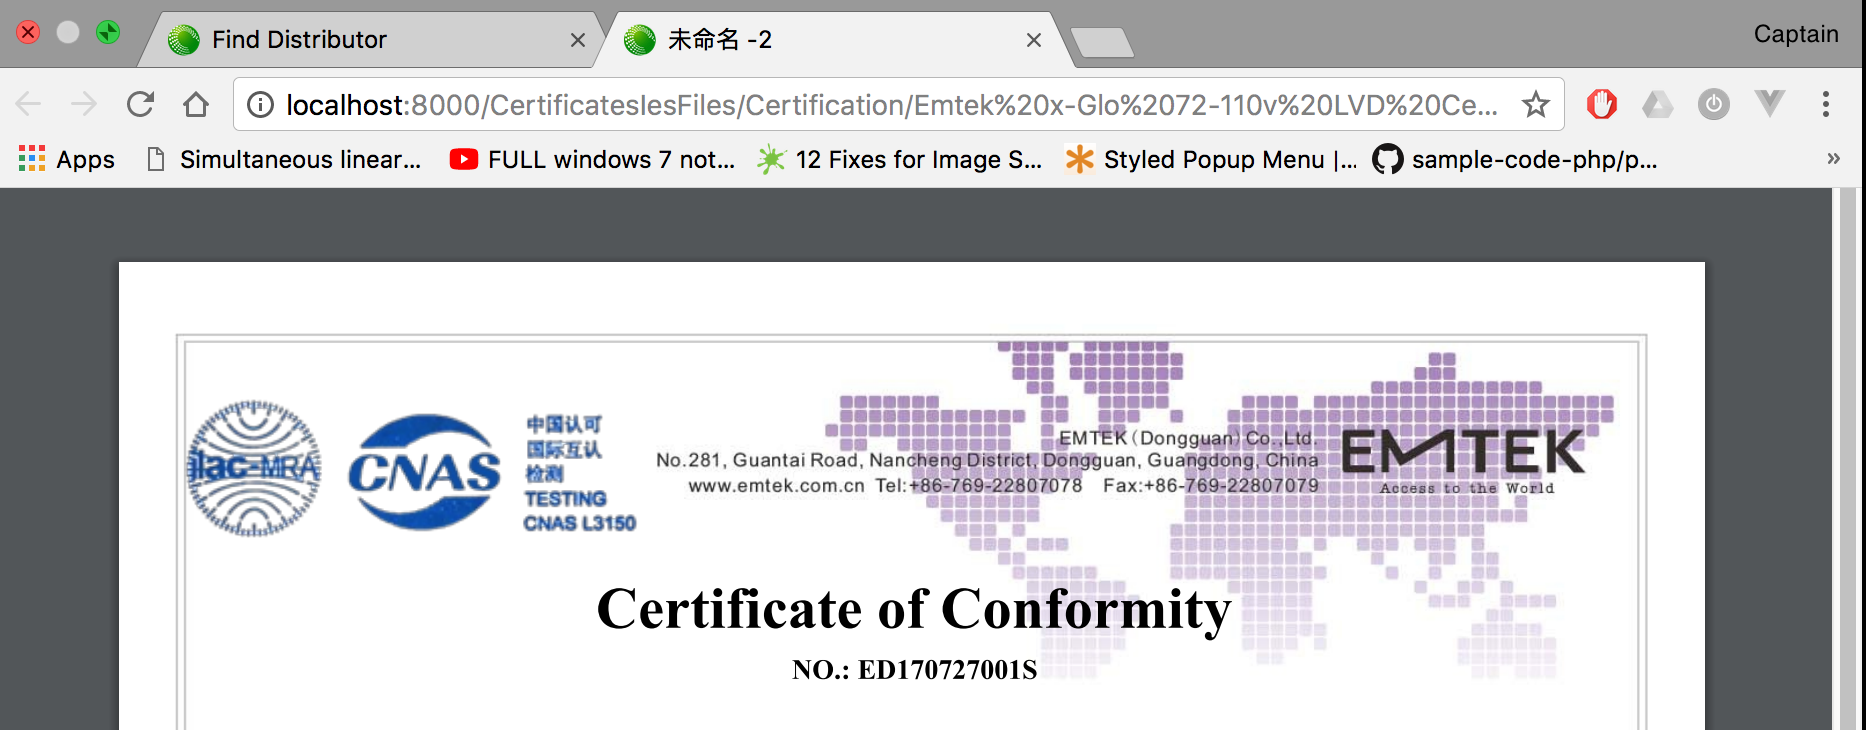 Captain
Find Distributor
未命名 -2
localhost:8000/CertificatesIesFiles/Certification/Emtek%20x-Glo%2072-110v%20LVD%20Ce...
Apps
Simultaneous linear...
FULL windows 7 not...
12 Fixes for Image S...
Styled Popup Menu |...
sample-code-php/p...
»
ilac-MRA
CNAS
中国认可
国际互认
检测
TESTING
CNAS L3150
EMTEK (Dongguan) Co.,Ltd.
No.281, Guantai Road, Nancheng District, Dongguan, Guangdong, China
www.emtek.com.cn Tel:+86-769-22807078 Fax:+86-769-22807079
EMTEK
Access to the World
Certificate of Conformity
NO.: ED170727001S